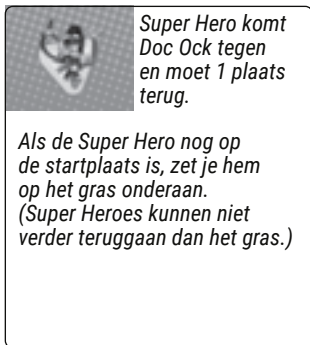 Super Hero komt
Doc Ock tegen
en moet 1 plaats
terug.
Als de Super Hero nog op
de startplaats is, zet je hem
op het gras onderaan.
(Super Heroes kunnen niet
verder teruggaan dan het gras.)